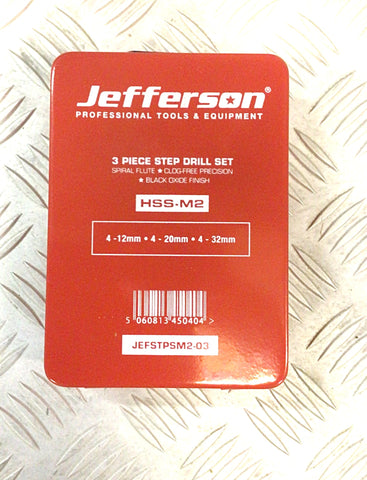 Jefferson®
PROFESSIONAL TOOLS & EQUIPMENT
3 PIECE STEP DRILL SET
SPIRAL FLUTE ★ CLOG-FREE PRECISION
★ BLACK OXIDE FINISH
HSS-M2
4 -12mm • 4 - 20mm • 4 - 32mm
5 060813 450404 >
JEFSTPSM2-03